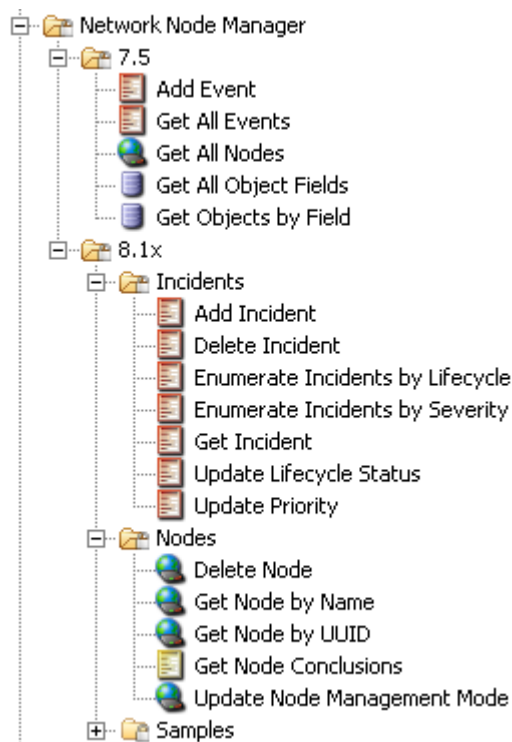 Network Node Manager
7.5
Add Event
Get All Events
Get All Nodes
Get All Object Fields
Get Objects by Field
8.1x
Incidents
Add Incident
Delete Incident
Enumerate Incidents by Lifecycle
Enumerate Incidents by Severity
Get Incident
Update Lifecycle Status
Update Priority
Nodes
Delete Node
Get Node by Name
Get Node by UUID
Get Node Conclusions
Update Node Management Mode
Samples